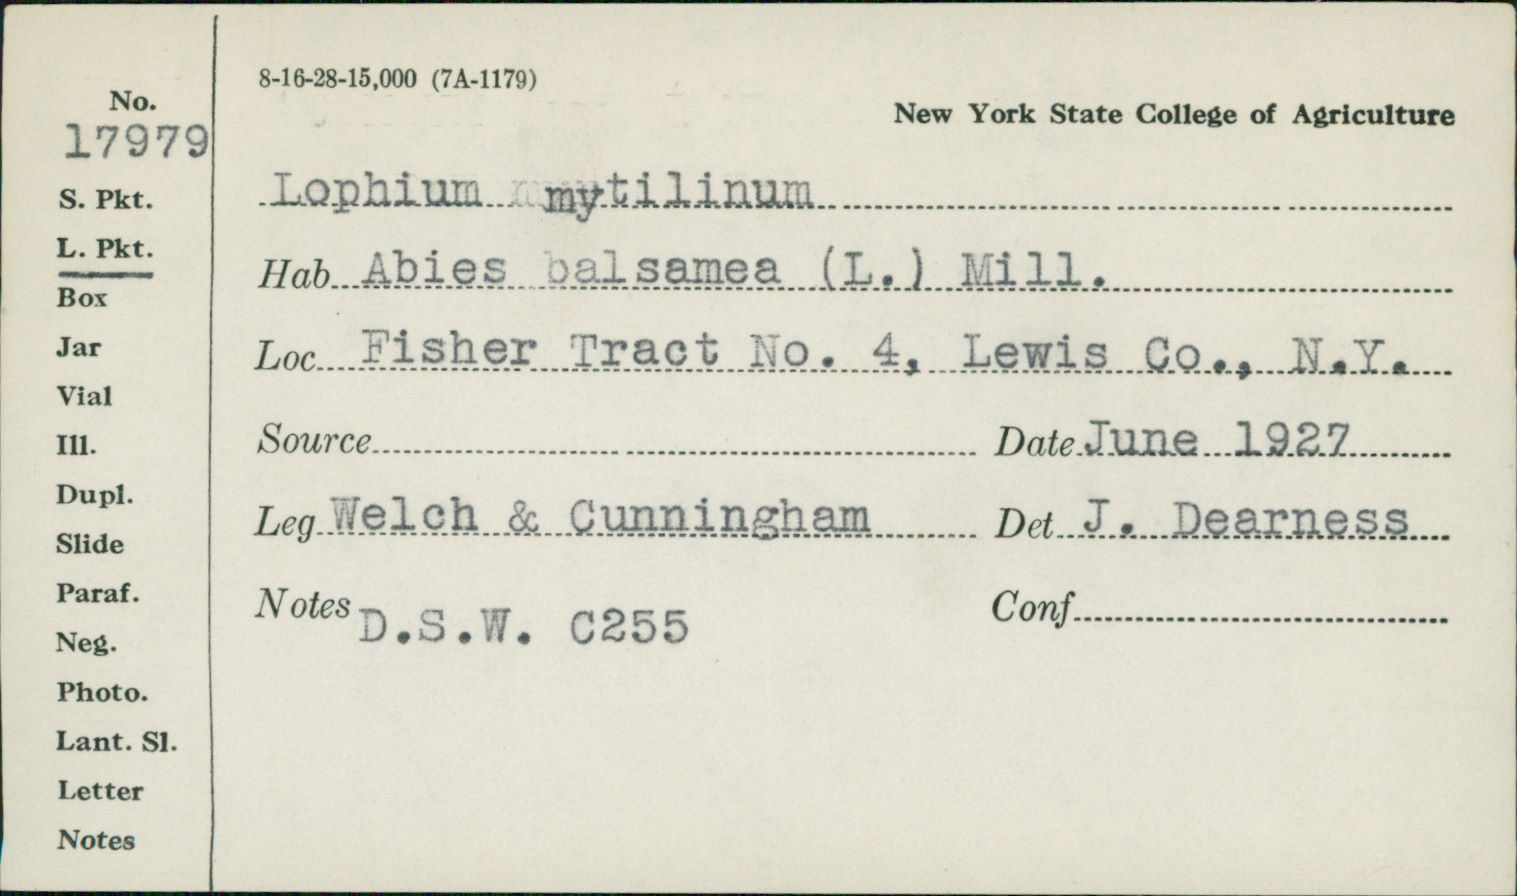 8-16-28-15,000 (7A-1179)
New York State College of Agriculture
No.
17979
S. Pkt.
L. Pkt.
Box
Jar
Vial
Ill.
Dupl.
Slide
Paraf.
Neg.
Photo.
Lant. Sl.
Letter
Notes
Lophium mytilinum
Hab Abies balsamea (L.) Mill.
Loc Fisher Tract No. 4, Lewis Co., N.Y.
Source Date June 1927
Leg Welch & Cunningham Det J. Dearness
Notes D.S.W. C255 Conf